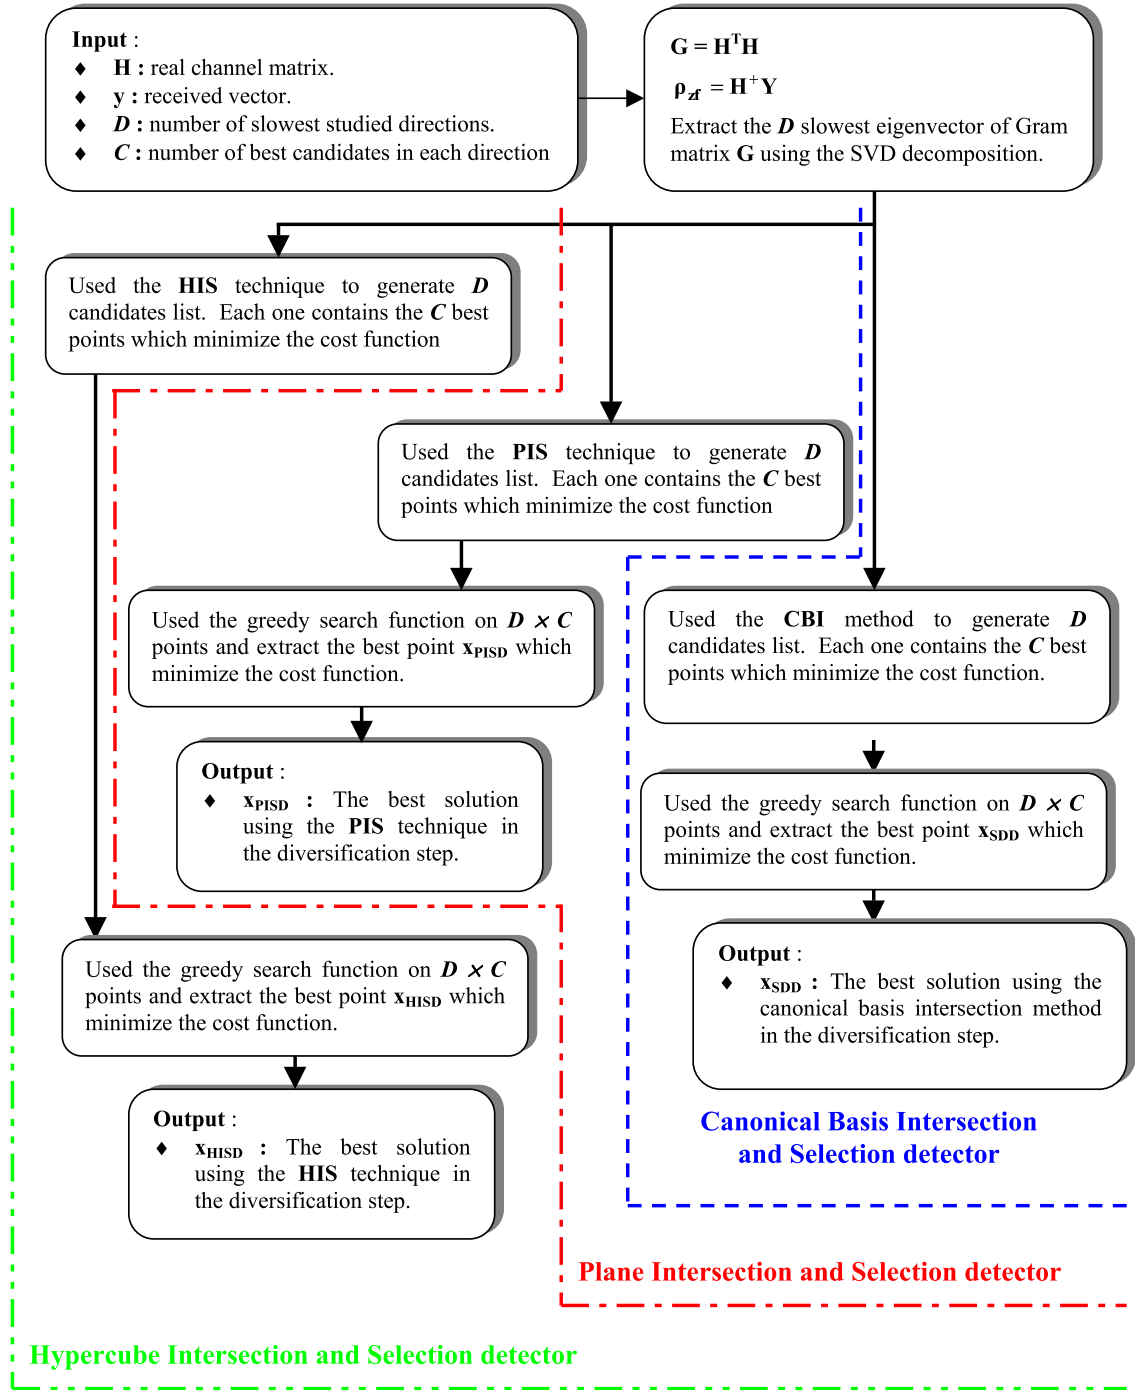 Input :
♦ H : real channel matrix.
♦ y : received vector.
♦ D : number of slowest studied directions.
♦ C : number of best candidates in each direction
G = HᵀH
ρ_zf = H⁺Y
Extract the D slowest eigenvector of Gram
matrix G using the SVD decomposition.
Used the HIS technique to generate D
candidates list. Each one contains the C best
points which minimize the cost function
Used the PIS technique to generate D
candidates list. Each one contains the C best
points which minimize the cost function
Used the greedy search function on D × C
points and extract the best point x_PISD which
minimize the cost function.
Used the CBI method to generate D
candidates list. Each one contains the C best
points which minimize the cost function.
Output :
♦ x_PISD : The best solution
using the PIS technique in
the diversification step.
Used the greedy search function on D × C
points and extract the best point x_SDD which
minimize the cost function.
Used the greedy search function on D × C
points and extract the best point x_HISD which
minimize the cost function.
Output :
♦ x_SDD : The best solution using the
canonical basis intersection method
in the diversification step.
Output :
♦ x_HISD : The best solution
using the HIS technique in
the diversification step.
Canonical Basis Intersection
and Selection detector
Plane Intersection and Selection detector
Hypercube Intersection and Selection detector